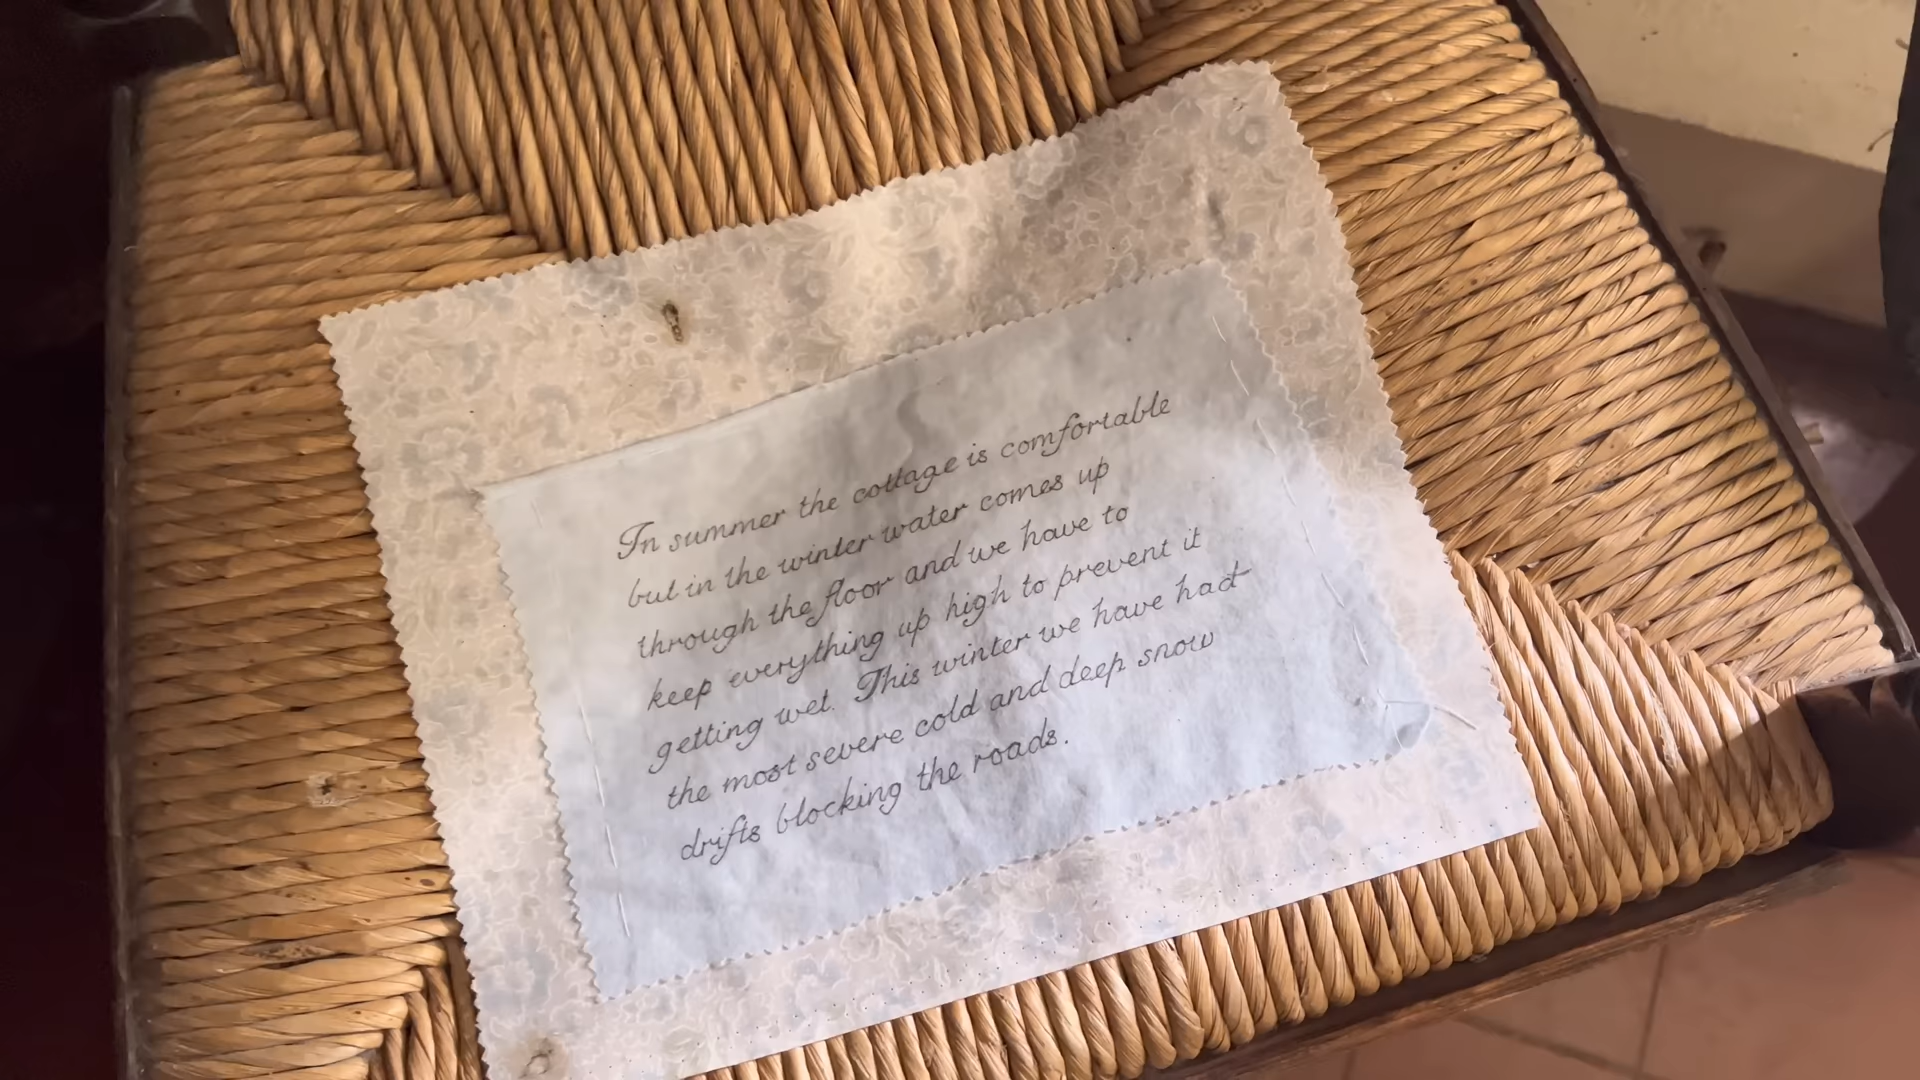 In summer the cottage is comfortable
but in the winter water comes up
through the floor and we have to
keep everything up high to prevent it
getting wet. This winter we have had
the most severe cold and deep snow
drifts blocking the roads.